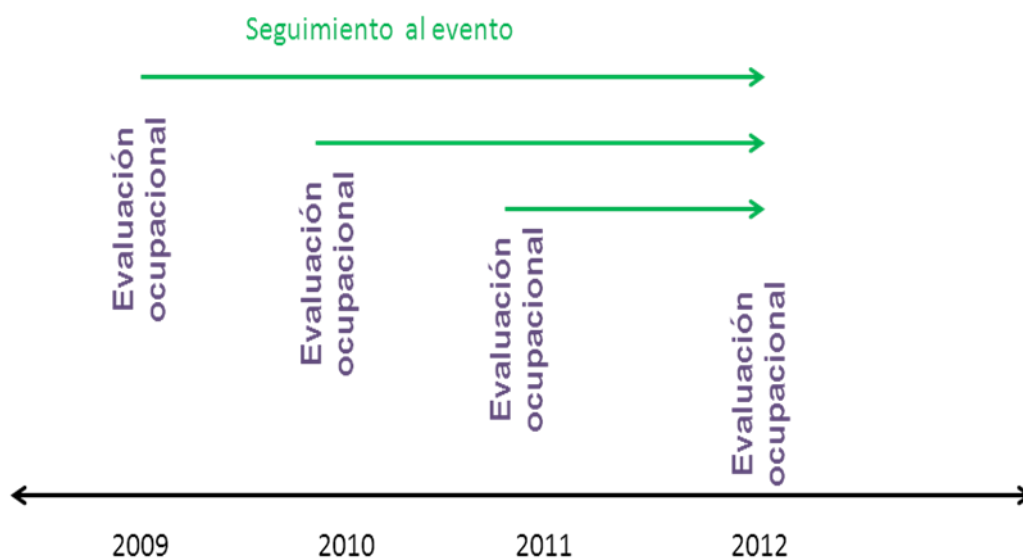 Seguimiento al evento
Evaluación
ocupacional
Evaluación
ocupacional
Evaluación
ocupacional
Evaluación
ocupacional
2009
2010
2011
2012